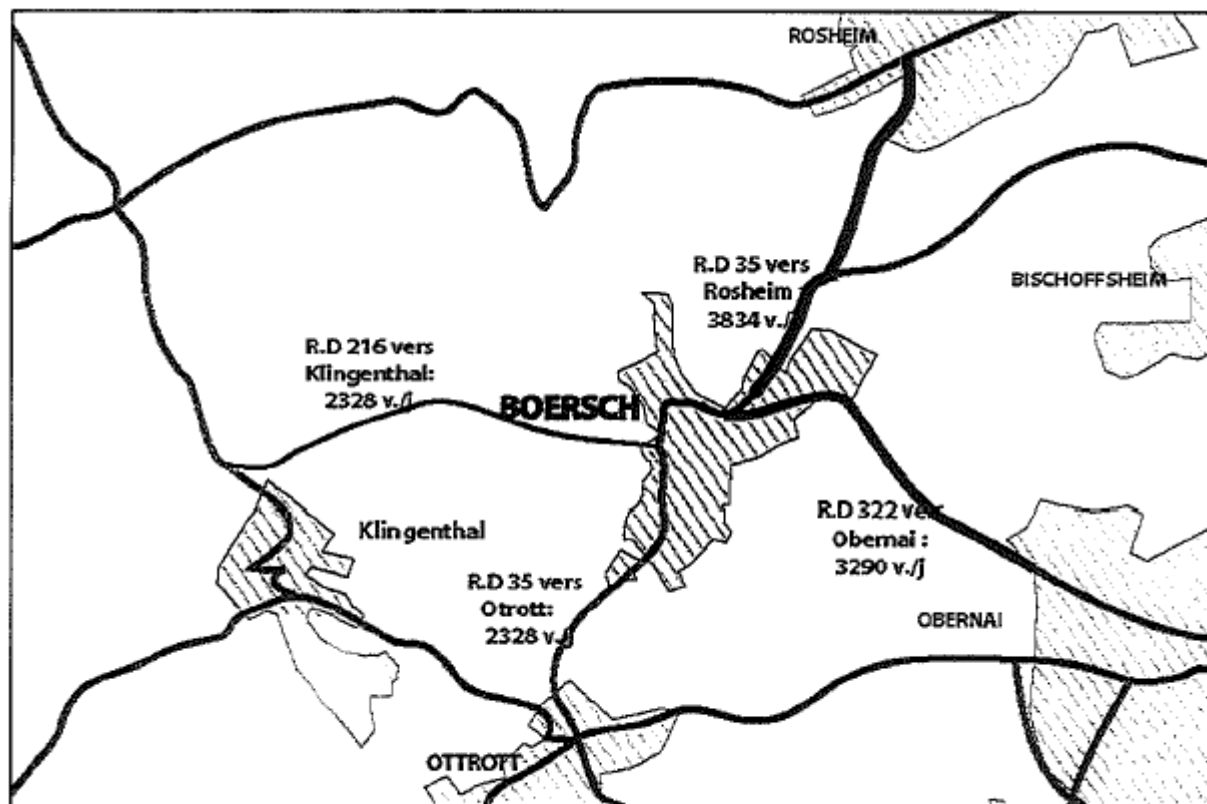 ROSHEIM
R.D 35 vers
Rosheim :
3834 v./j
BISCHOFFSHEIM
R.D 216 vers
Klingenthal:
2328 v./j
BOERSCH
Klingenthal
R.D 322 vers
Obernai :
3290 v./j
R.D 35 vers
Otrott:
2328 v./j
OBERNAI
OTTROTT